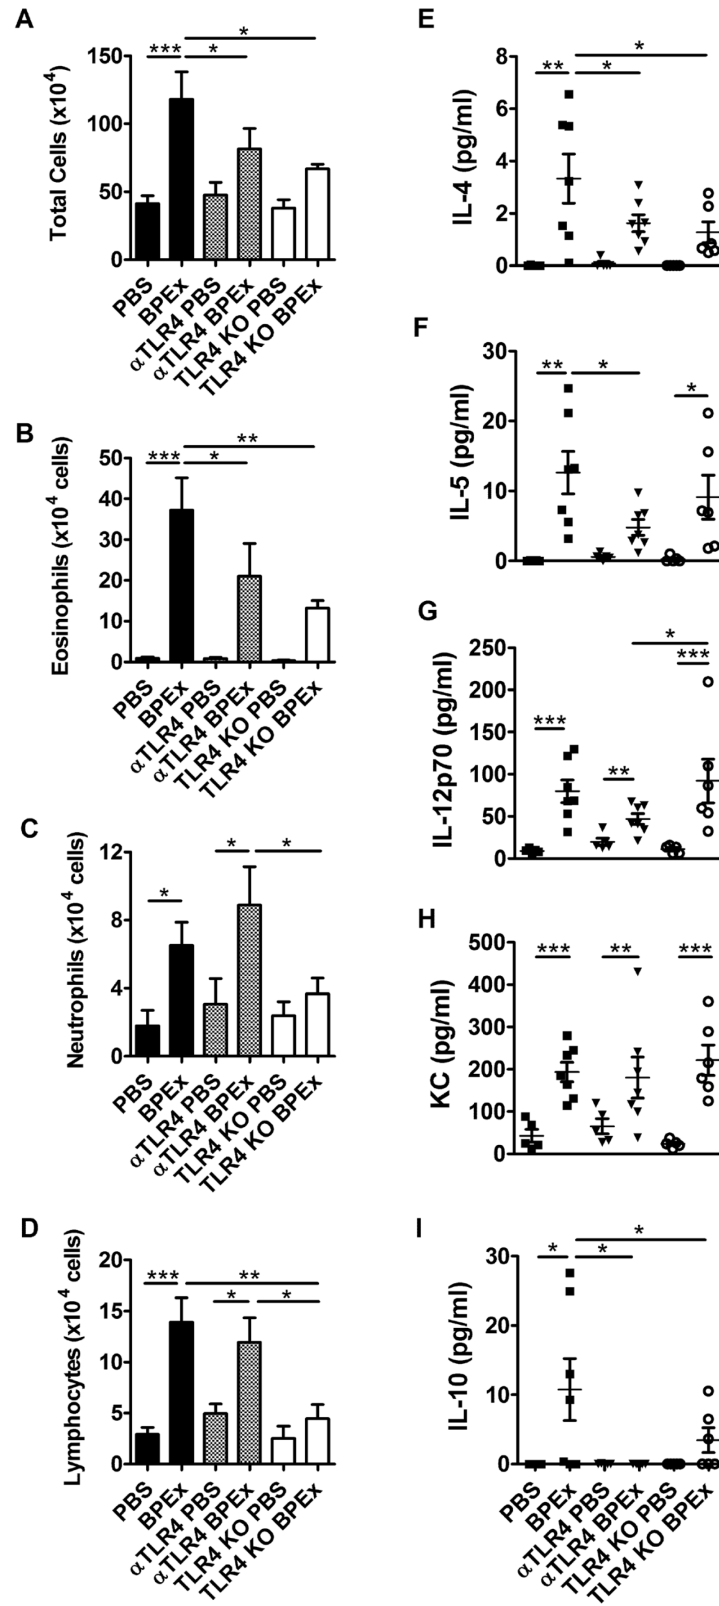 A
Total Cells (x10⁴)
150
100
50
0
***
*
*
PBS
BPEx
αTLR4 PBS
αTLR4 BPEx
TLR4 KO PBS
TLR4 KO BPEx
B
Eosinophils (x10⁴ cells)
50
40
30
20
10
0
**
***
*
PBS
BPEx
αTLR4 PBS
αTLR4 BPEx
TLR4 KO PBS
TLR4 KO BPEx
C
Neutrophils (x10⁴ cells)
12
8
4
0
*
*
*
PBS
BPEx
αTLR4 PBS
αTLR4 BPEx
TLR4 KO PBS
TLR4 KO BPEx
D
Lymphocytes (x10⁴ cells)
20
15
10
5
0
***
**
*
*
PBS
BPEx
αTLR4 PBS
αTLR4 BPEx
TLR4 KO PBS
TLR4 KO BPEx
E
IL-4 (pg/ml)
8
6
4
2
0
*
**
*
F
IL-5 (pg/ml)
30
20
10
0
**
*
*
G
IL-12p70 (pg/ml)
250
200
150
100
50
0
*
***
***
**
H
KC (pg/ml)
500
400
300
200
100
0
***
**
***
I
IL-10 (pg/ml)
30
20
10
0
*
*
*
PBS
BPEx
αTLR4 PBS
αTLR4 BPEx
TLR4 KO PBS
TLR4 KO BPEx